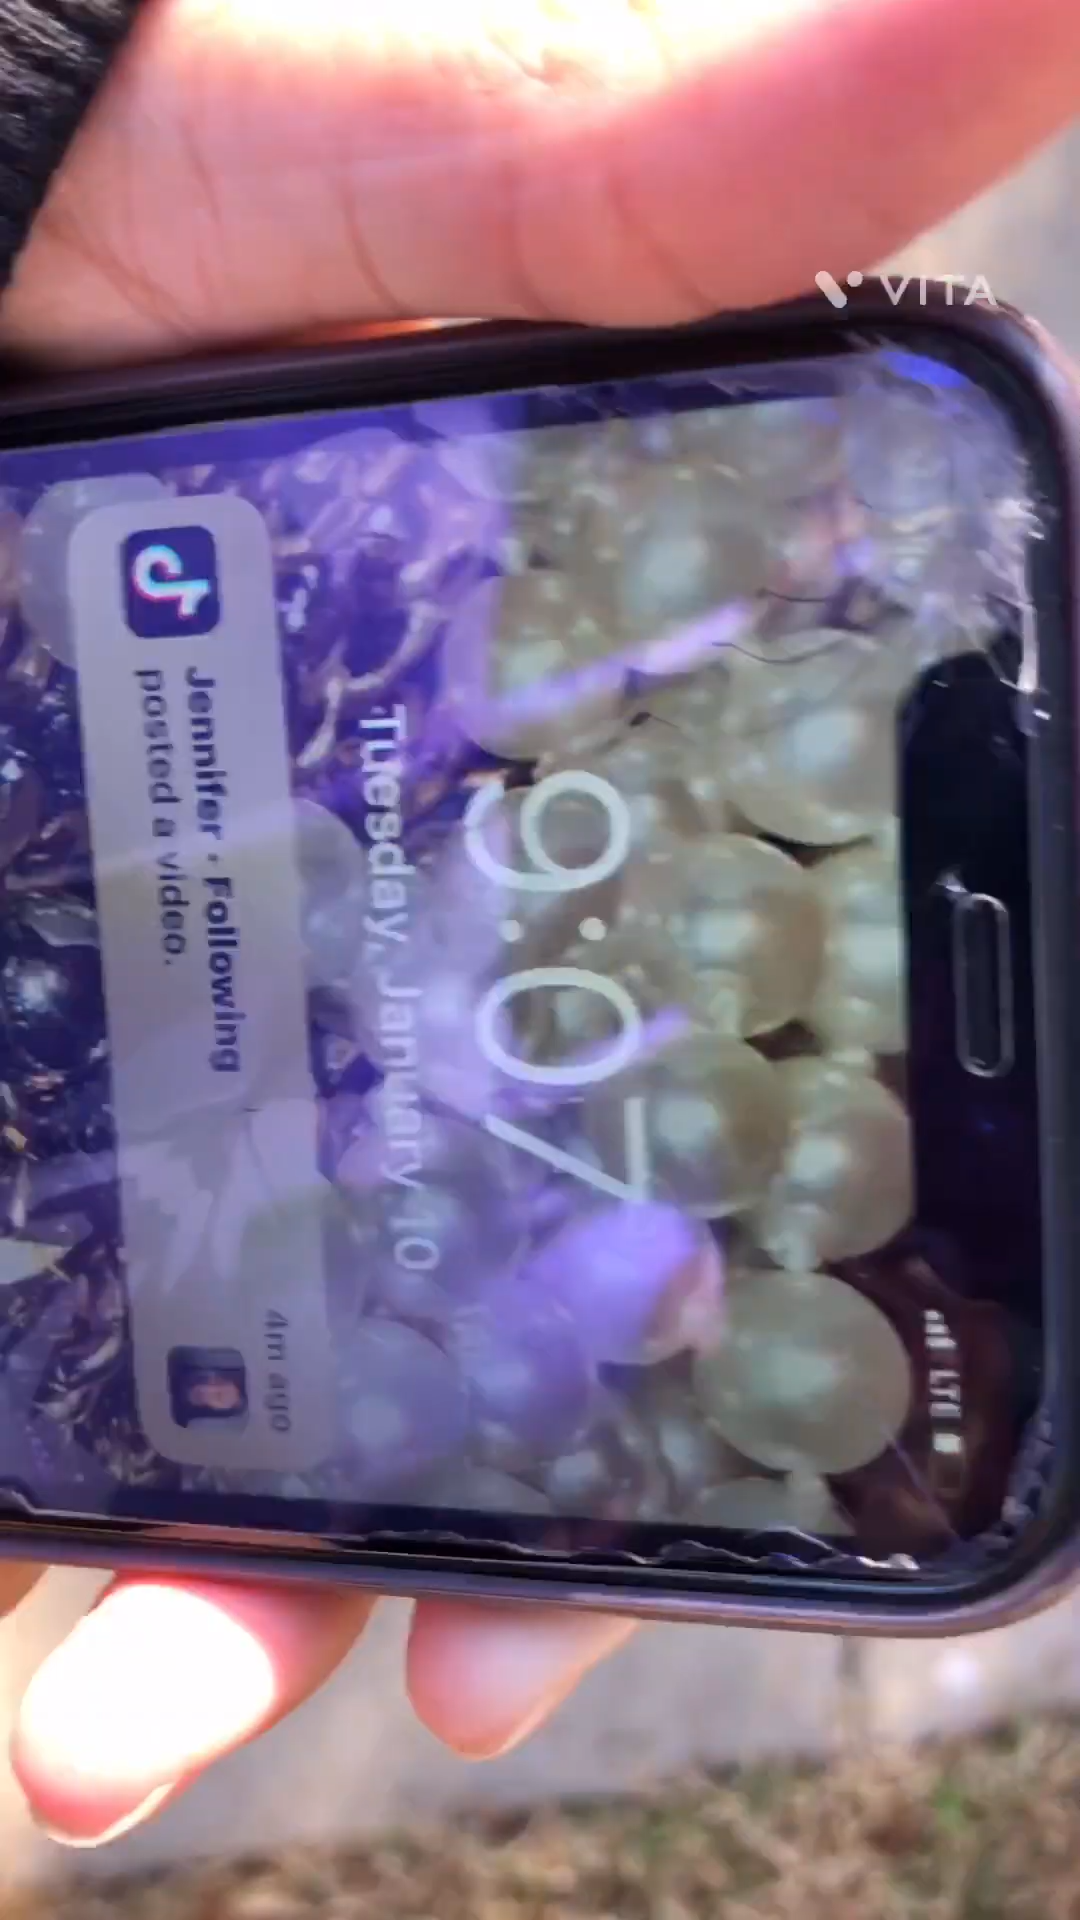 VITA
LTE
9:07
Tuesday, January 10
Jennifer · Following
4m ago
posted a video.